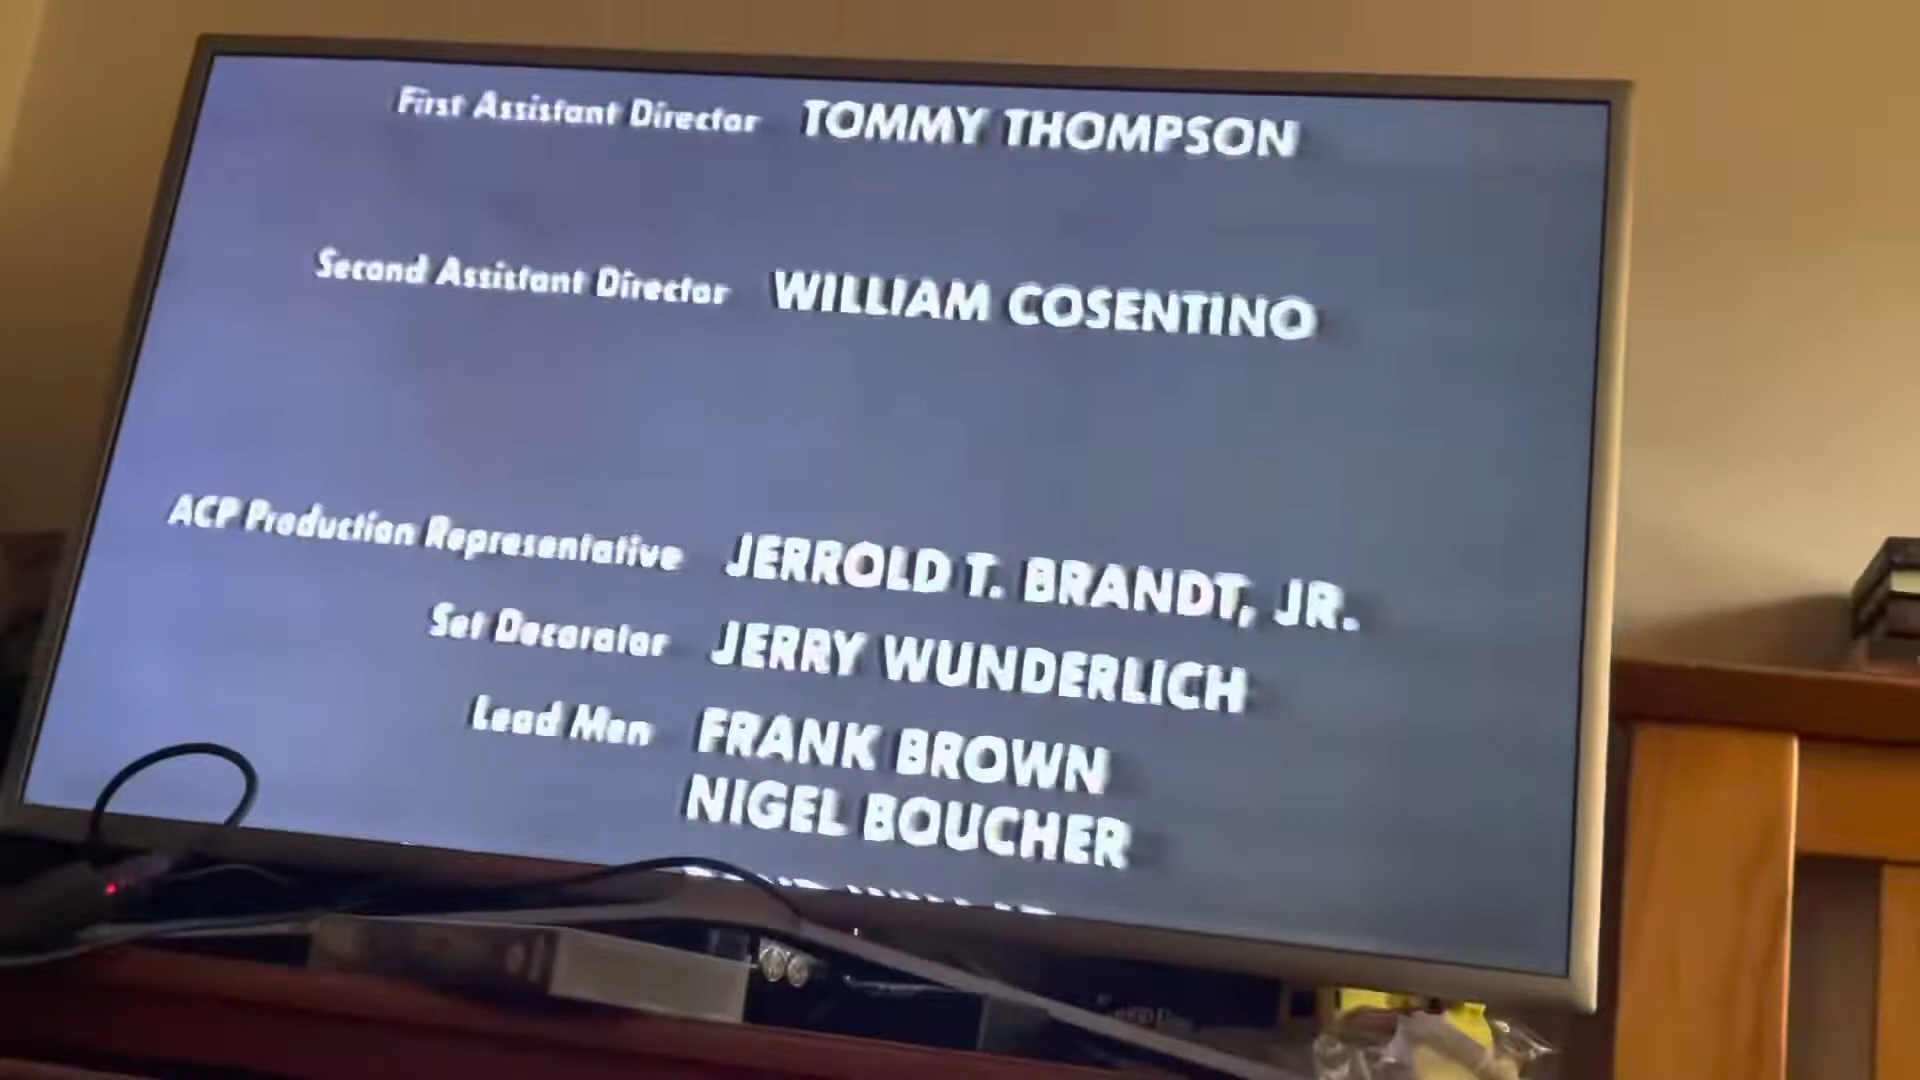 First Assistant Director TOMMY THOMPSON
Second Assistant Director WILLIAM COSENTINO
ACP Production Representative JERROLD T. BRANDT, JR.
Set Decorator JERRY WUNDERLICH
Lead Men FRANK BROWN
NIGEL BOUCHER